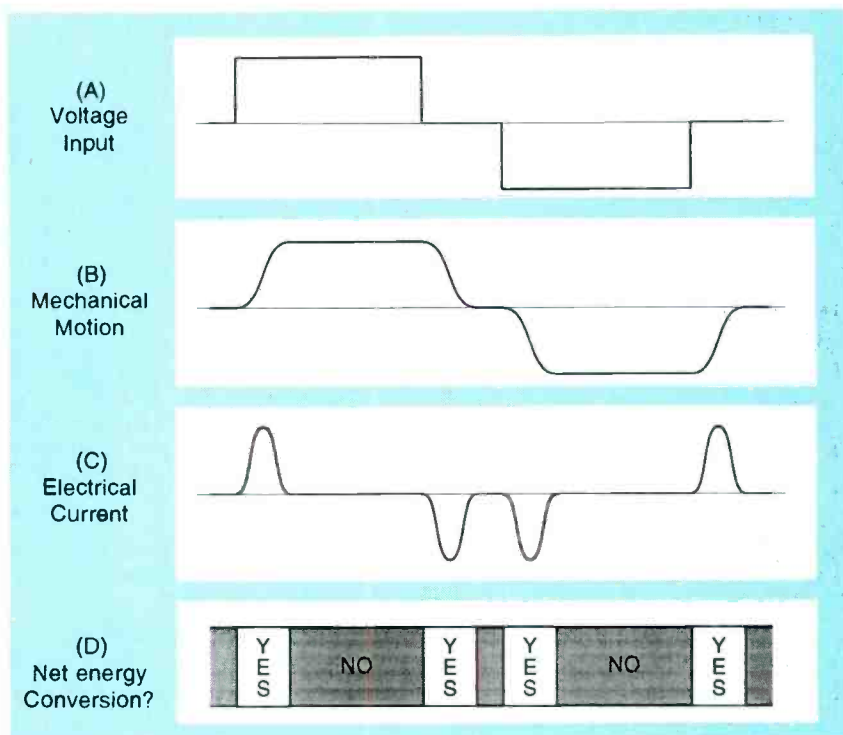 (A)
Voltage
Input
(B)
Mechanical
Motion
(C)
Electrical
Current
(D)
Net energy
Conversion?
YES
NO
YES
YES
NO
YES